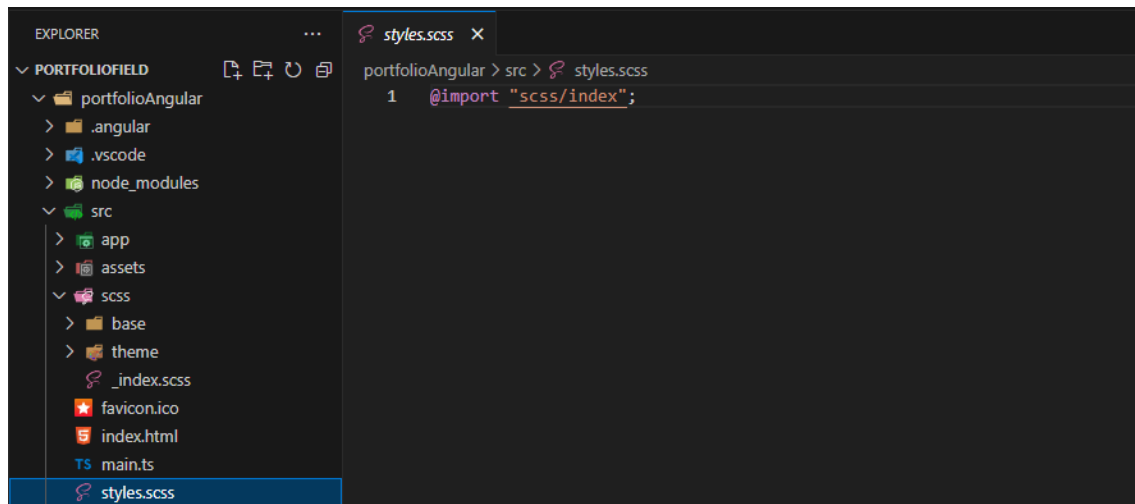 EXPLORER ···
PORTFOLIOFIELD
portfolioAngular
.angular
.vscode
node_modules
src
app
assets
scss
base
theme
_index.scss
favicon.ico
index.html
TS main.ts
styles.scss
styles.scss
portfolioAngular > src > styles.scss
1 @import "scss/index";